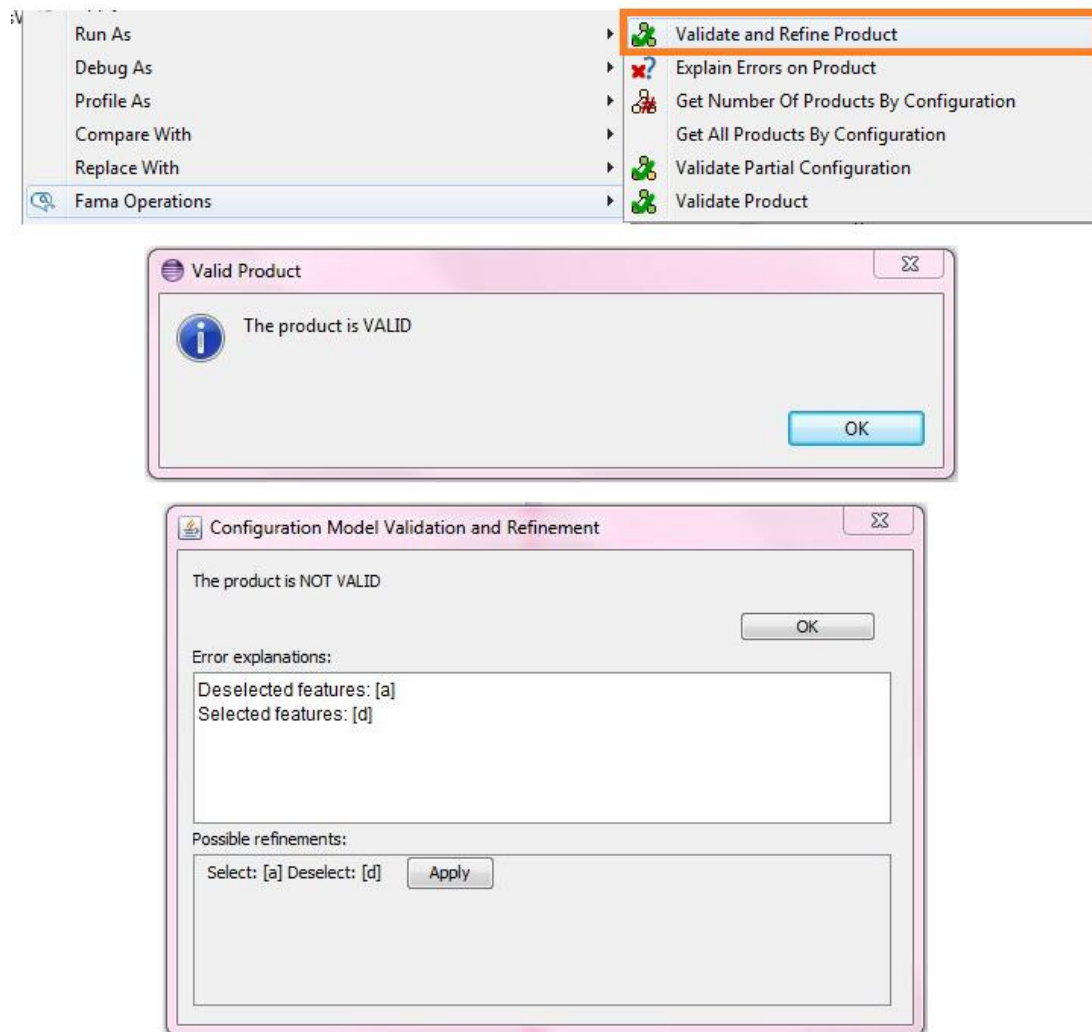 Run As
Validate and Refine Product
Debug As
Explain Errors on Product
Profile As
Get Number Of Products By Configuration
Compare With
Get All Products By Configuration
Replace With
Validate Partial Configuration
Fama Operations
Validate Product
Valid Product
The product is VALID
OK
Configuration Model Validation and Refinement
The product is NOT VALID
OK
Error explanations:
Deselected features: [a]
Selected features: [d]
Possible refinements:
Select: [a] Deselect: [d] Apply